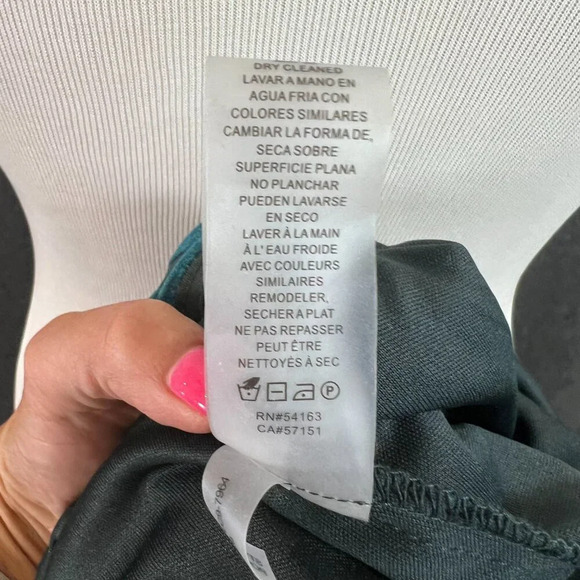 DRY CLEANED
LAVAR A MANO EN
AGUA FRIA CON
COLORES SIMILARES
CAMBIAR LA FORMA DE,
SECA SOBRE
SUPERFICIE PLANA
NO PLANCHAR
PUEDEN LAVARSE
EN SECO
LAVER À LA MAIN
À L' EAU FROIDE
AVEC COULEURS
SIMILAIRES
REMODELER,
SECHER A PLAT
NE PAS REPASSER
PEUT ÊTRE
NETTOYÉS À SEC
P
RN#54163
CA#57151
7964